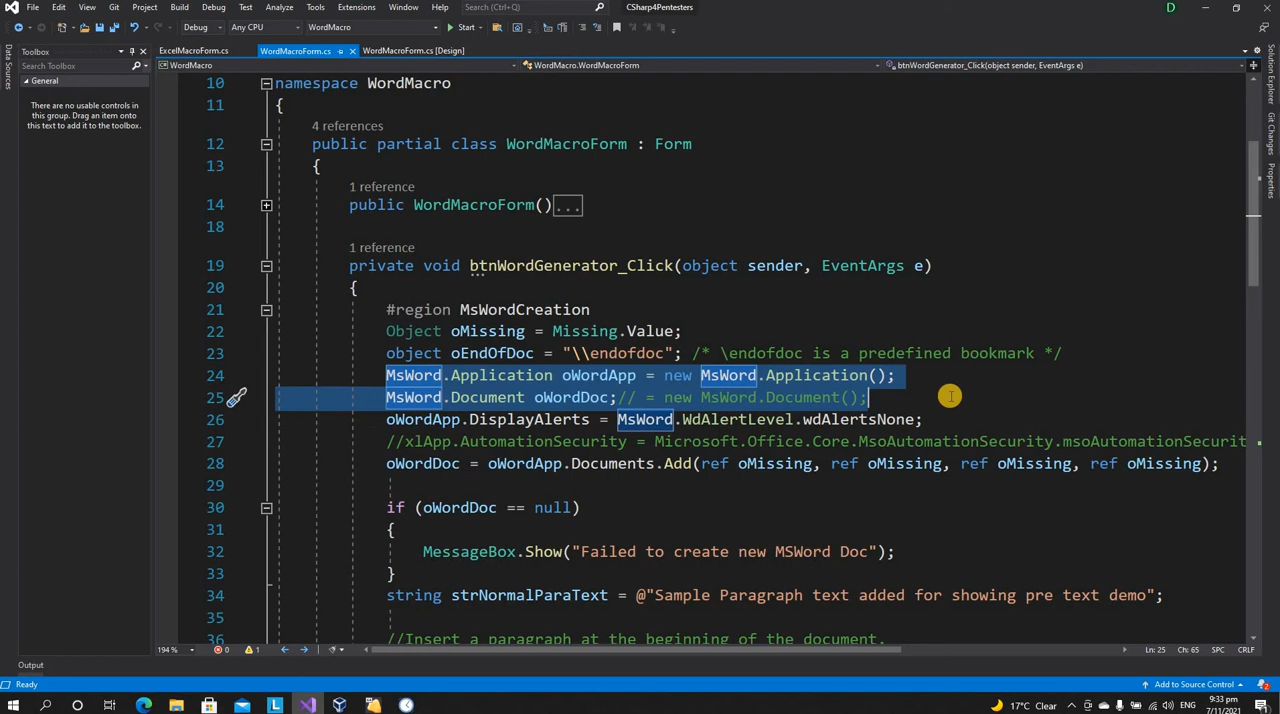 File Edit View Git Project Build Debug Test Analyze Tools Extensions Window Help Search (Ctrl+Q) CSharp4Pentesters D
Debug Any CPU WordMacro Start
Toolbox
Search Toolbox
General
There are no usable controls in
this group. Drag an item onto
this text to add it to the toolbox.
Data Sources
ExcelMacroForm.cs WordMacroForm.cs WordMacroForm.cs [Design]
WordMacro WordMacro.WordMacroForm btnWordGenerator_Click(object sender, EventArgs e)
10 namespace WordMacro
11 {
4 references
12 public partial class WordMacroForm : Form
13 {
1 reference
14 public WordMacroForm()...
18
1 reference
19 private void btnWordGenerator_Click(object sender, EventArgs e)
20 {
21 #region MsWordCreation
22 Object oMissing = Missing.Value;
23 object oEndOfDoc = "\\endofdoc"; /* \endofdoc is a predefined bookmark */
24 MsWord.Application oWordApp = new MsWord.Application();
25 MsWord.Document oWordDoc;// = new MsWord.Document();
26 oWordApp.DisplayAlerts = MsWord.WdAlertLevel.wdAlertsNone;
27 //xlApp.AutomationSecurity = Microsoft.Office.Core.MsoAutomationSecurity.msoAutomationSecurit
28 oWordDoc = oWordApp.Documents.Add(ref oMissing, ref oMissing, ref oMissing, ref oMissing);
29
30 if (oWordDoc == null)
31 {
32 MessageBox.Show("Failed to create new MSWord Doc");
33 }
34 string strNormalParaText = @"Sample Paragraph text added for showing pre text demo";
35
36 //Insert a paragraph at the beginning of the document.
Solution Explorer
Git Changes
Properties
194 % 0 1 Ln: 25 Ch: 65 SPC CRLF
Output
Ready Add to Source Control 2
17°C Clear ENG 9:33 pm
7/11/2021